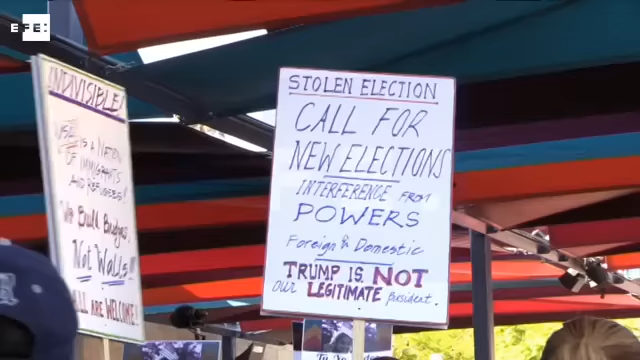 EFE:
INDIVISIBLE!
USA IS A NATION
OF IMMIGRANTS
AND REFUGEES!
We Build Bridges,
Not Walls!!
ALL ARE WELCOME!
STOLEN ELECTION
CALL FOR
NEW ELECTIONS
INTERFERENCE FROM
POWERS
Foreign & Domestic
TRUMP IS NOT
our LEGITIMATE president.